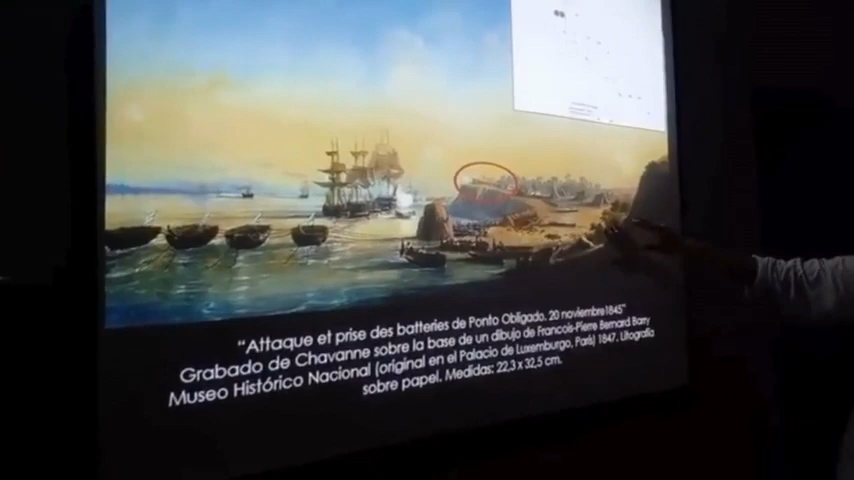 “Attaque et prise des batteries de Ponto Obligado. 20 noviembre1845”
Grabado de Chavanne sobre la base de un dibujo de Francois-Pierre Bernard Barry
Museo Histórico Nacional (original en el Palacio de Luxemburgo, París) 1847. Litografía
sobre papel. Medidas: 22,3 x 32,5 cm.